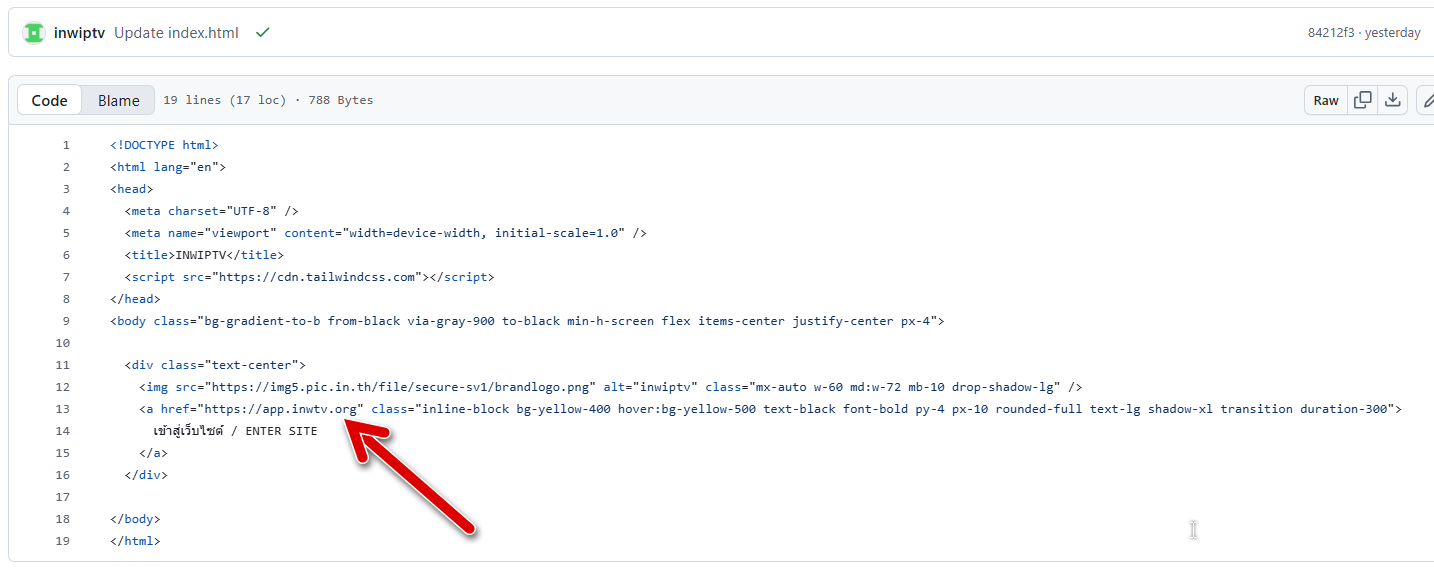 inwiptv Update index.html 84212f3 · yesterday
Code Blame 19 lines (17 loc) · 788 Bytes Raw
1 <!DOCTYPE html>
2 <html lang="en">
3 <head>
4 <meta charset="UTF-8" />
5 <meta name="viewport" content="width=device-width, initial-scale=1.0" />
6 <title>INWIPTV</title>
7 <script src="https://cdn.tailwindcss.com"></script>
8 </head>
9 <body class="bg-gradient-to-b from-black via-gray-900 to-black min-h-screen flex items-center justify-center px-4">
10
11 <div class="text-center">
12 <img src="https://img5.pic.in.th/file/secure-sv1/brandlogo.png" alt="inwiptv" class="mx-auto w-60 md:w-72 mb-10 drop-shadow-lg" />
13 <a href="https://app.inwtv.org" class="inline-block bg-yellow-400 hover:bg-yellow-500 text-black font-bold py-4 px-10 rounded-full text-lg shadow-xl transition duration-300">
14 เข้าสู่เว็บไซต์ / ENTER SITE
15 </a>
16 </div>
17
18 </body>
19 </html>